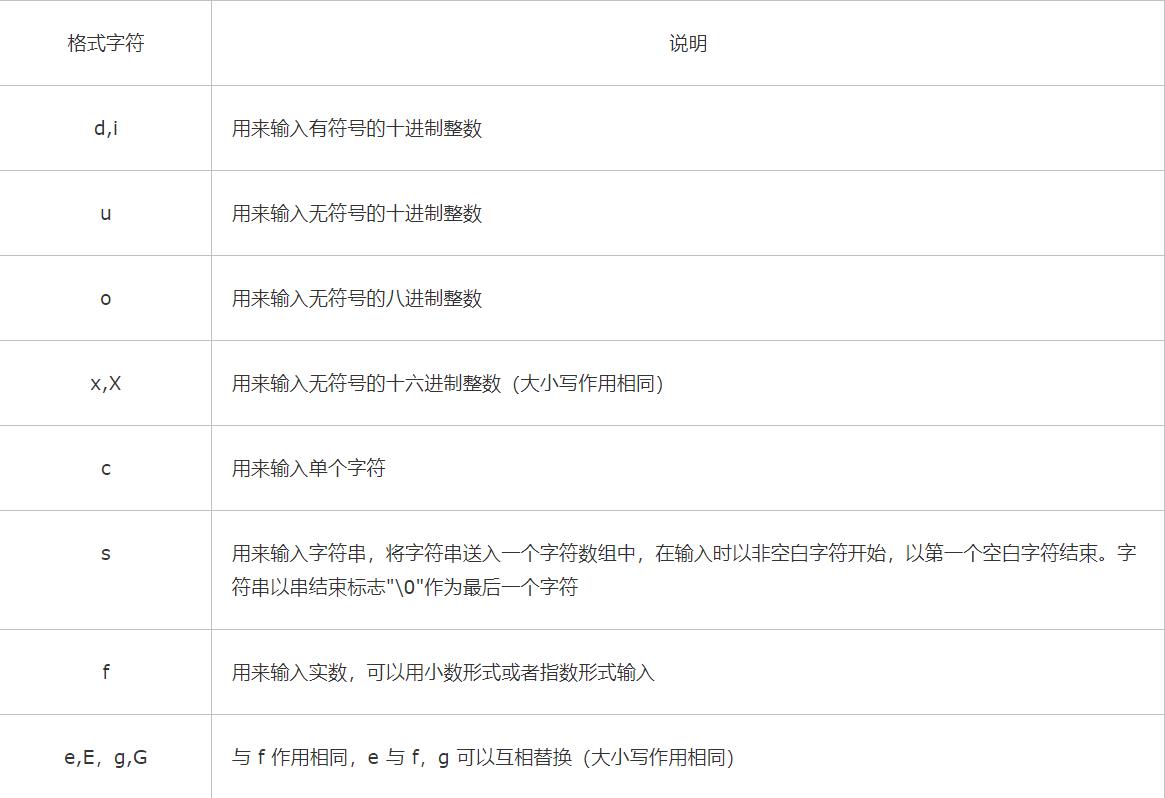 格式字符
说明
d,i
用来输入有符号的十进制整数
u
用来输入无符号的十进制整数
o
用来输入无符号的八进制整数
x,X
用来输入无符号的十六进制整数（大小写作用相同）
c
用来输入单个字符
s
用来输入字符串，将字符串送入一个字符数组中，在输入时以非空白字符开始，以第一个空白字符结束。字
符串以串结束标志"\0"作为最后一个字符
f
用来输入实数，可以用小数形式或者指数形式输入
e,E，g,G
与 f 作用相同，e 与 f，g 可以互相替换（大小写作用相同）